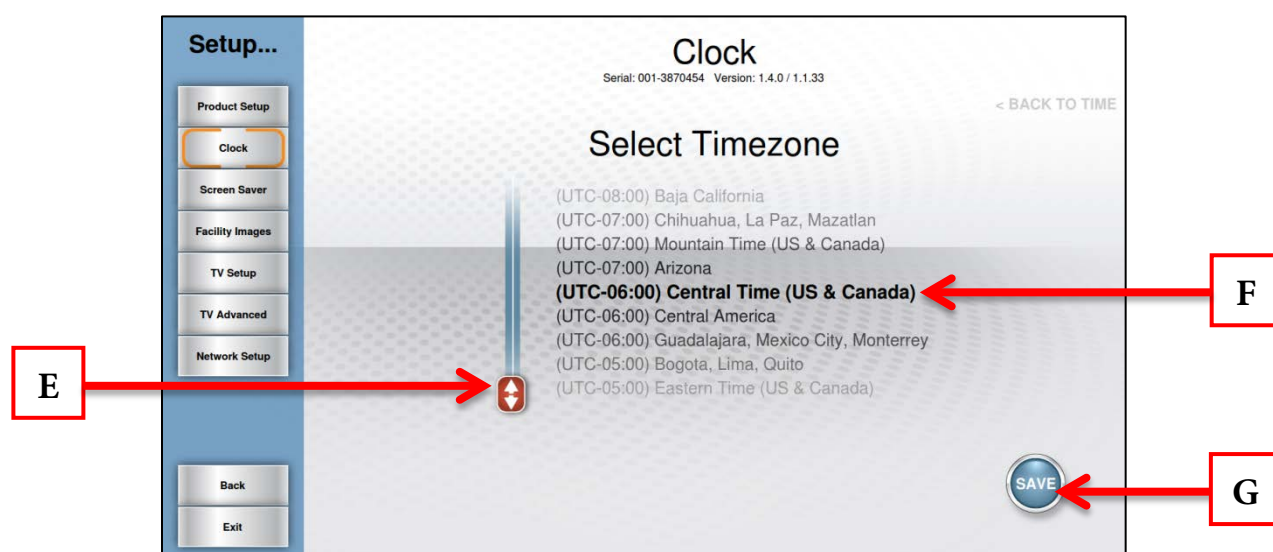 Setup...
Product Setup
Clock
Screen Saver
Facility Images
TV Setup
TV Advanced
Network Setup
Back
Exit
Clock
Serial: 001-3870454 Version: 1.4.0 / 1.1.33
< BACK TO TIME
Select Timezone
(UTC-08:00) Baja California
(UTC-07:00) Chihuahua, La Paz, Mazatlan
(UTC-07:00) Mountain Time (US & Canada)
(UTC-07:00) Arizona
(UTC-06:00) Central Time (US & Canada)
(UTC-06:00) Central America
(UTC-06:00) Guadalajara, Mexico City, Monterrey
(UTC-05:00) Bogota, Lima, Quito
(UTC-05:00) Eastern Time (US & Canada)
SAVE
E
F
G